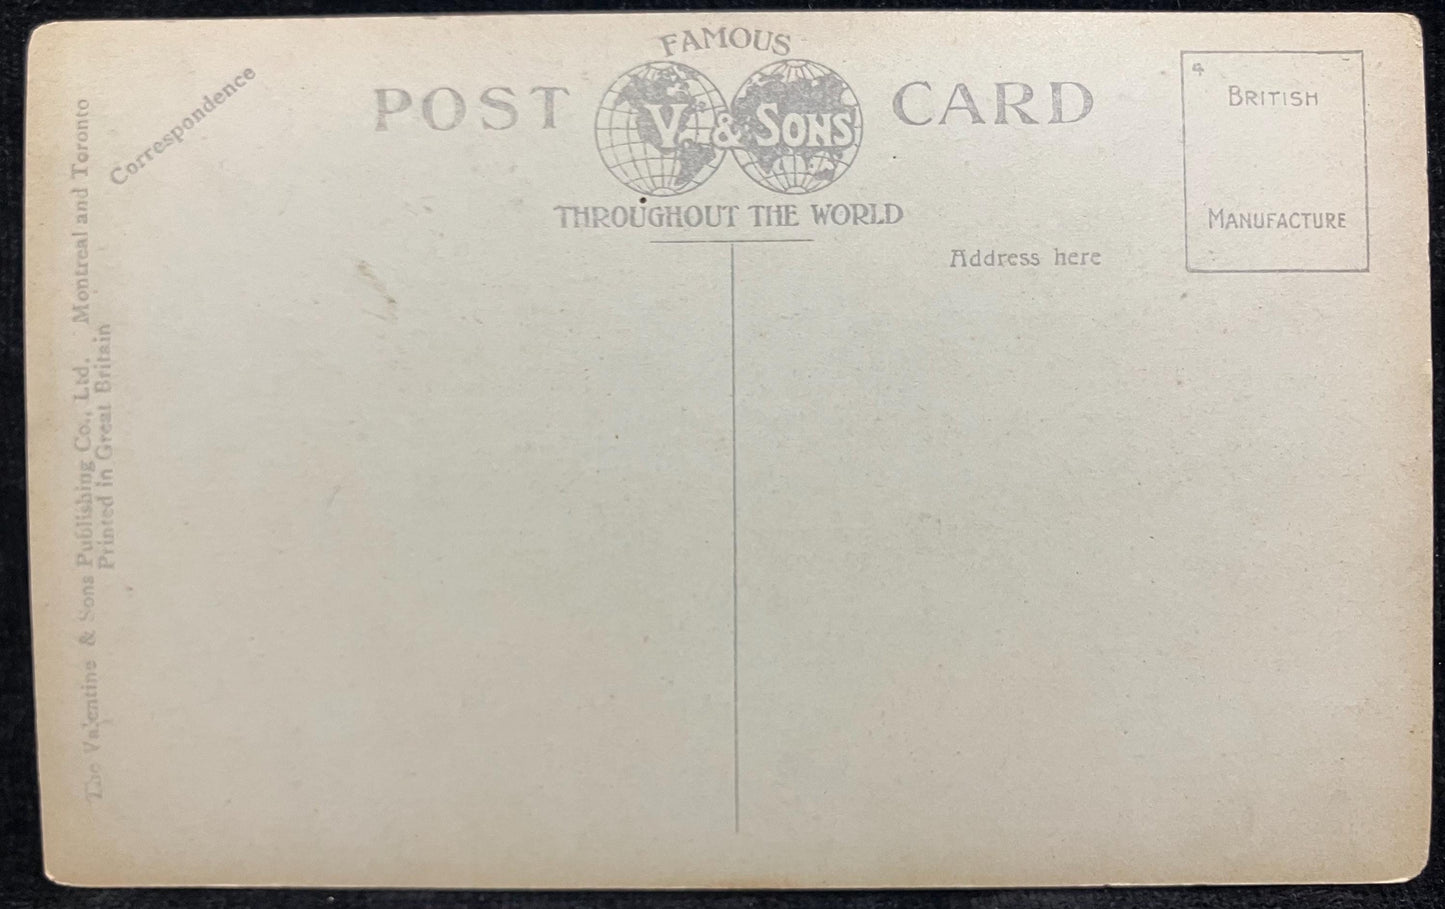 FAMOUS
POST V. & SONS CARD
THROUGHOUT THE WORLD
Correspondence
Address here
4
BRITISH
MANUFACTURE
The Valentine & Sons Publishing Co., Ltd. Montreal and Toronto
Printed in Great Britain